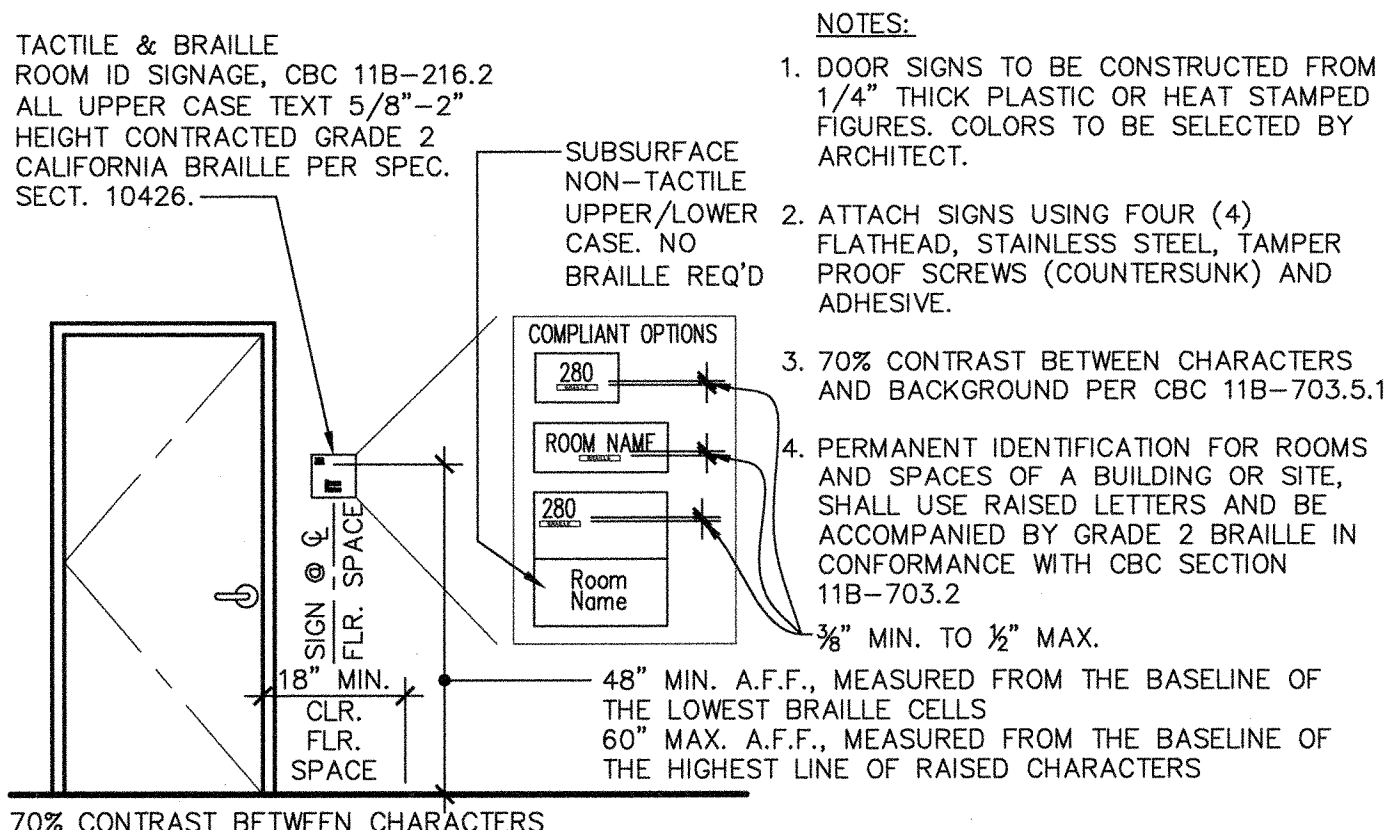 TACTILE & BRAILLE
ROOM ID SIGNAGE, CBC 11B-216.2
ALL UPPER CASE TEXT 5/8"-2"
HEIGHT CONTRACTED GRADE 2
CALIFORNIA BRAILLE PER SPEC.
SECT. 10426.
SUBSURFACE
NON-TACTILE
UPPER/LOWER
CASE. NO
BRAILLE REQ'D
NOTES:
1. DOOR SIGNS TO BE CONSTRUCTED FROM
1/4" THICK PLASTIC OR HEAT STAMPED
FIGURES. COLORS TO BE SELECTED BY
ARCHITECT.
2. ATTACH SIGNS USING FOUR (4)
FLATHEAD, STAINLESS STEEL, TAMPER
PROOF SCREWS (COUNTERSUNK) AND
ADHESIVE.
3. 70% CONTRAST BETWEEN CHARACTERS
AND BACKGROUND PER CBC 11B-703.5.1
4. PERMANENT IDENTIFICATION FOR ROOMS
AND SPACES OF A BUILDING OR SITE,
SHALL USE RAISED LETTERS AND BE
ACCOMPANIED BY GRADE 2 BRAILLE IN
CONFORMANCE WITH CBC SECTION
11B-703.2
COMPLIANT OPTIONS
280
BRAILLE
ROOM NAME
BRAILLE
280
BRAILLE
Room
Name
3/8" MIN. TO 1/2" MAX.
SIGN @ ℄
FLR. SPACE
18" MIN.
CLR.
FLR.
SPACE
48" MIN. A.F.F., MEASURED FROM THE BASELINE OF
THE LOWEST BRAILLE CELLS
60" MAX. A.F.F., MEASURED FROM THE BASELINE OF
THE HIGHEST LINE OF RAISED CHARACTERS
70% CONTRAST BETWEEN CHARACTERS